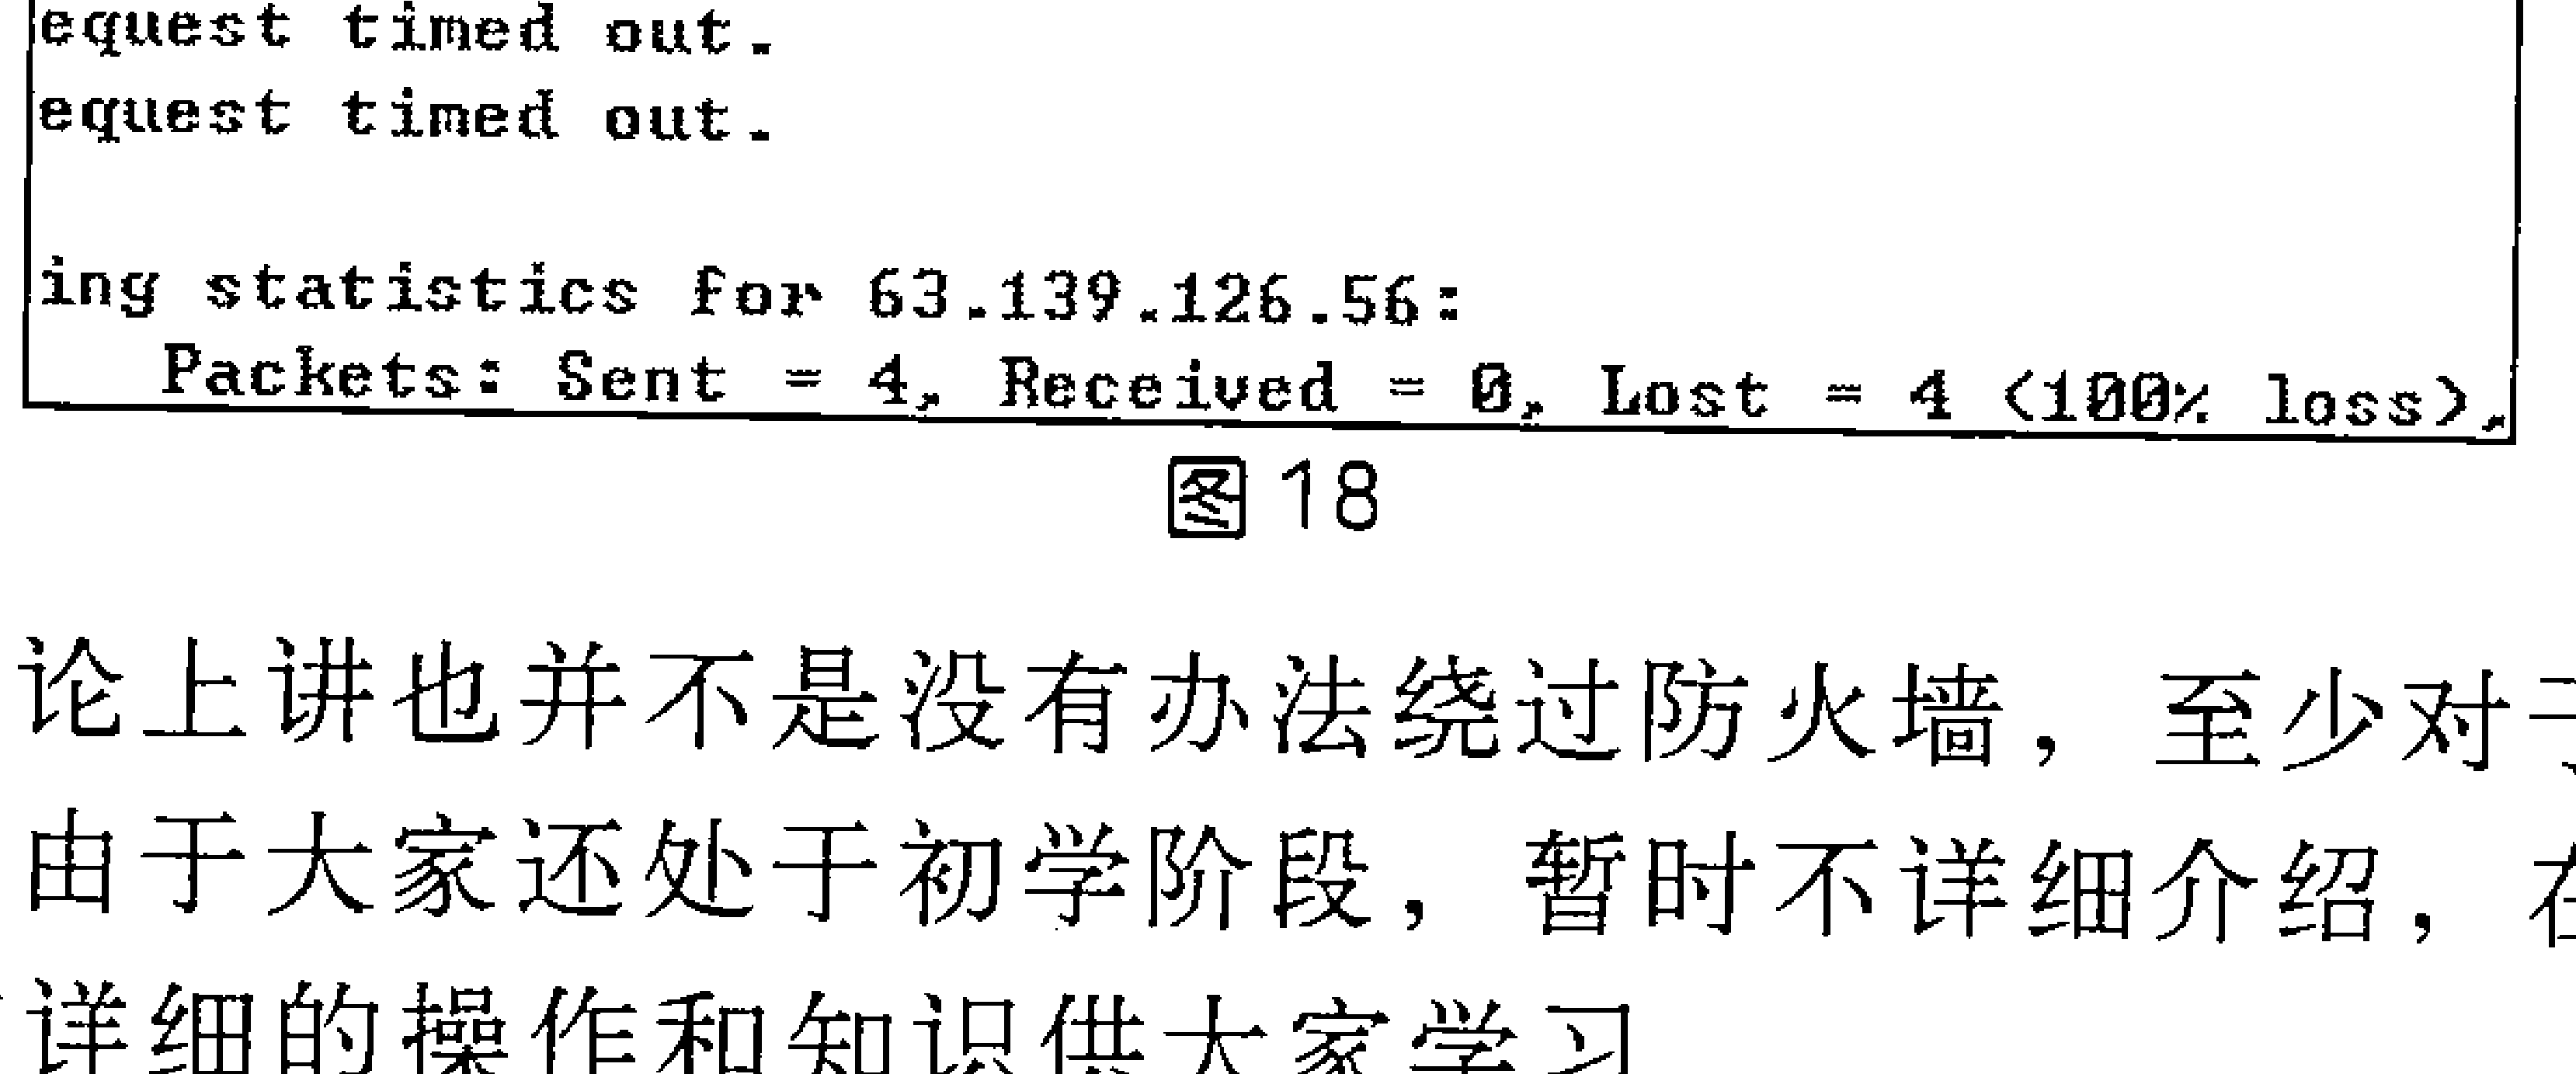 equest timed out.
equest timed out.
ing statistics for 63.139.126.56:
Packets: Sent = 4, Received = 0, Lost = 4 (100% loss),
图 18
论上讲也并不是没有办法绕过防火墙，至少对于
由于大家还处于初学阶段，暂时不详细介绍，在
详细的操作和知识供大家学习